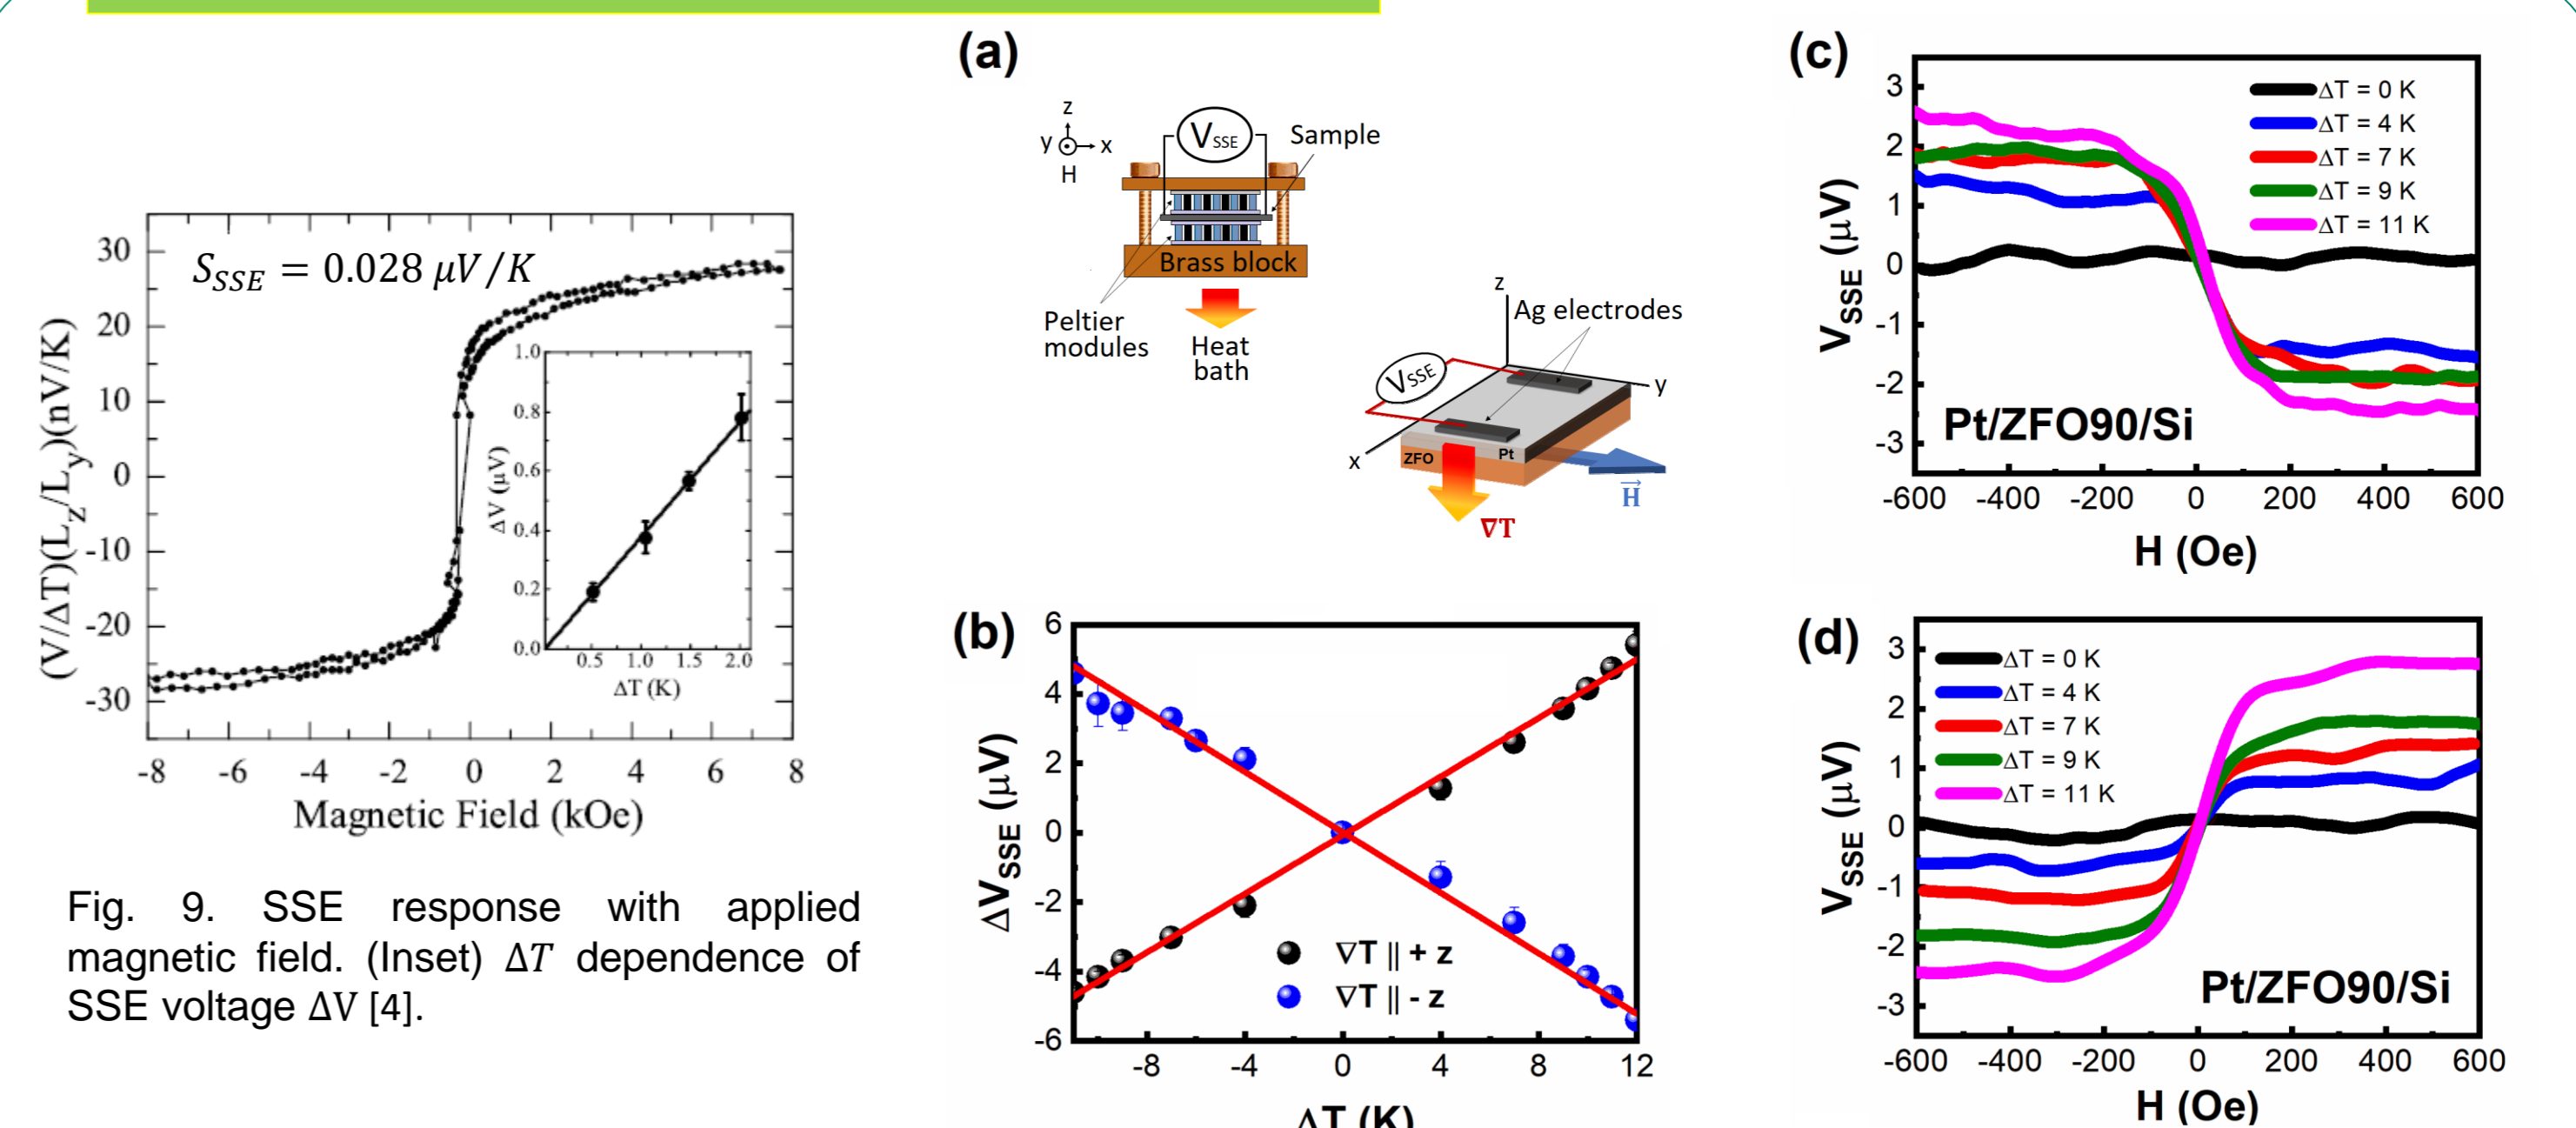 30
20
10
0
-10
-20
-30
(V/ΔT)(L_z/L_y)(nV/K)
S_SSE = 0.028 μV/K
1.0
0.8
0.6
0.4
0.2
0.0
ΔV (μV)
0.5 1.0 1.5 2.0
ΔT (K)
-8 -6 -4 -2 0 2 4 6 8
Magnetic Field (kOe)
Fig. 9. SSE response with applied
magnetic field. (Inset) ΔT dependence of
SSE voltage ΔV [4].
(a)
z
y x
H
V_SSE
Sample
Brass block
Peltier
modules
Heat
bath
z
Ag electrodes
V_SSE
y
x
ZFO
Pt
H
∇T
(b)
6
4
2
0
-2
-4
-6
ΔV_SSE (μV)
∇T || + z
∇T || - z
-8 -4 0 4 8 12
ΔT (K)
(c)
3
2
1
0
-1
-2
-3
V_SSE (μV)
ΔT = 0 K
ΔT = 4 K
ΔT = 7 K
ΔT = 9 K
ΔT = 11 K
Pt/ZFO90/Si
-600 -400 -200 0 200 400 600
H (Oe)
(d)
3
2
1
0
-1
-2
-3
V_SSE (μV)
ΔT = 0 K
ΔT = 4 K
ΔT = 7 K
ΔT = 9 K
ΔT = 11 K
Pt/ZFO90/Si
-600 -400 -200 0 200 400 600
H (Oe)